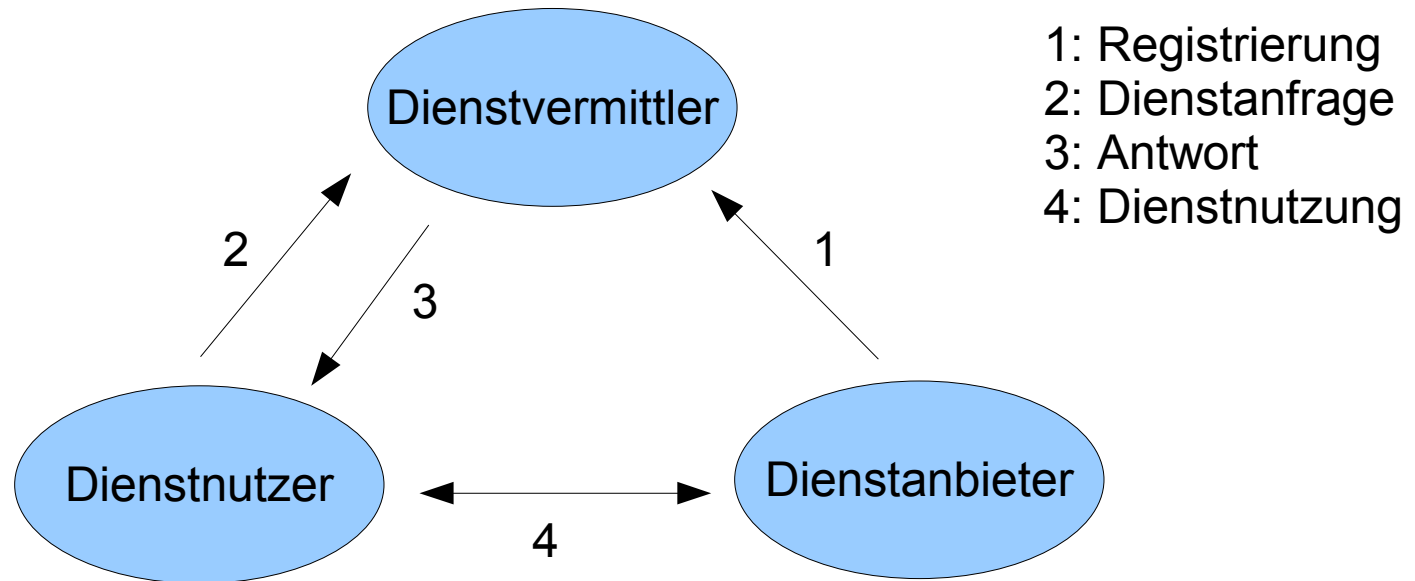 Dienstvermittler
1: Registrierung
2: Dienstanfrage
3: Antwort
4: Dienstnutzung
2
1
3
Dienstnutzer
Dienstanbieter
4